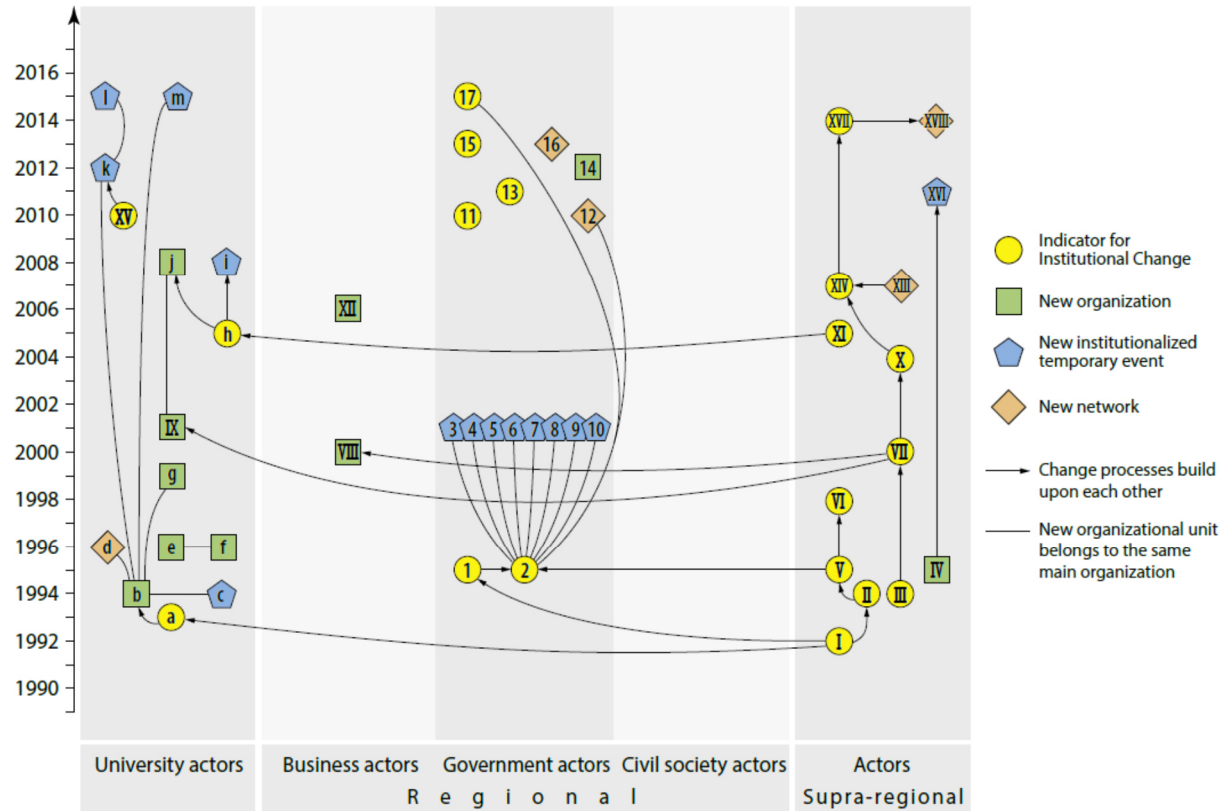 2016
l
m
17
2014
XVII
XVIII
15
16
2012
k
14
13
XVI
2010
XV
11
12
Indicator for
Institutional Change
2008
j
i
New organization
2006
XII
XIV
XIII
New institutionalized
temporary event
h
XI
2004
X
New network
2002
IX
3 4 5 6 7 8 9 10
2000
VIII
VII
Change processes build
upon each other
g
1998
VI
New organizational unit
belongs to the same
main organization
1996
d
e
f
1
2
V
IV
1994
b
c
II
III
a
1992
I
1990
University actors
Business actors
Government actors
Civil society actors
Actors
Regional
Supra-regional